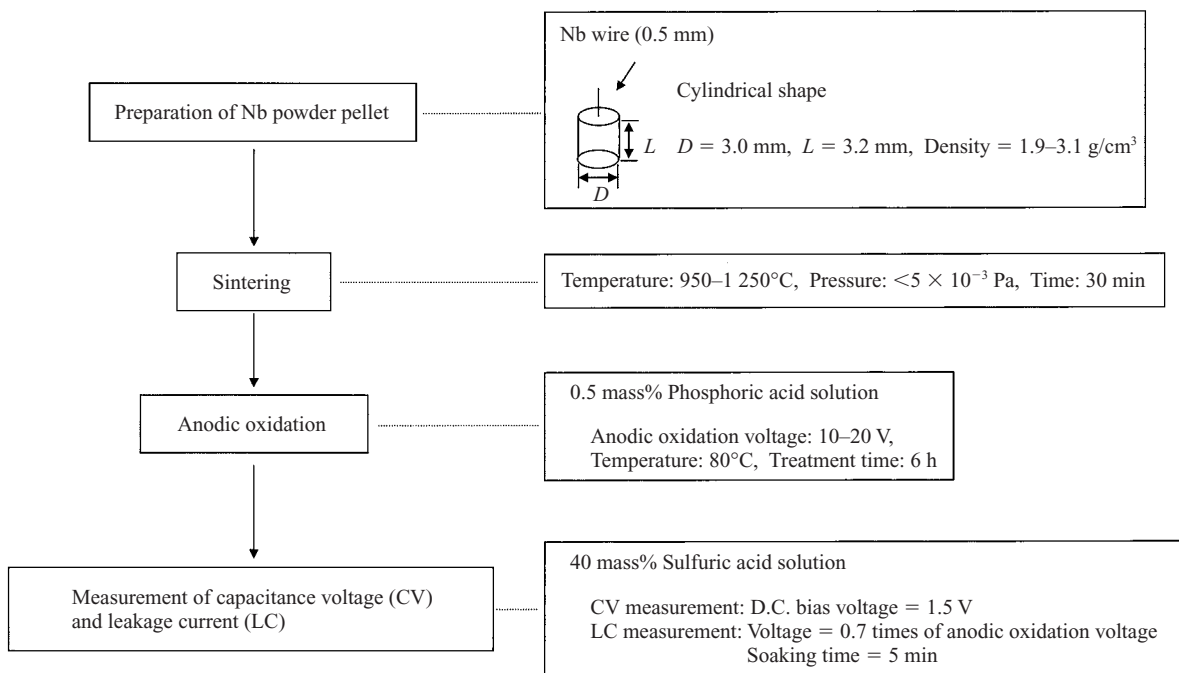 Nb wire (0.5 mm)
Preparation of Nb powder pellet
Cylindrical shape
L D = 3.0 mm, L = 3.2 mm, Density = 1.9–3.1 g/cm³
D
Sintering
Temperature: 950–1 250°C, Pressure: <5 × 10⁻³ Pa, Time: 30 min
Anodic oxidation
0.5 mass% Phosphoric acid solution
Anodic oxidation voltage: 10–20 V,
Temperature: 80°C, Treatment time: 6 h
Measurement of capacitance voltage (CV)
and leakage current (LC)
40 mass% Sulfuric acid solution
CV measurement: D.C. bias voltage = 1.5 V
LC measurement: Voltage = 0.7 times of anodic oxidation voltage
Soaking time = 5 min